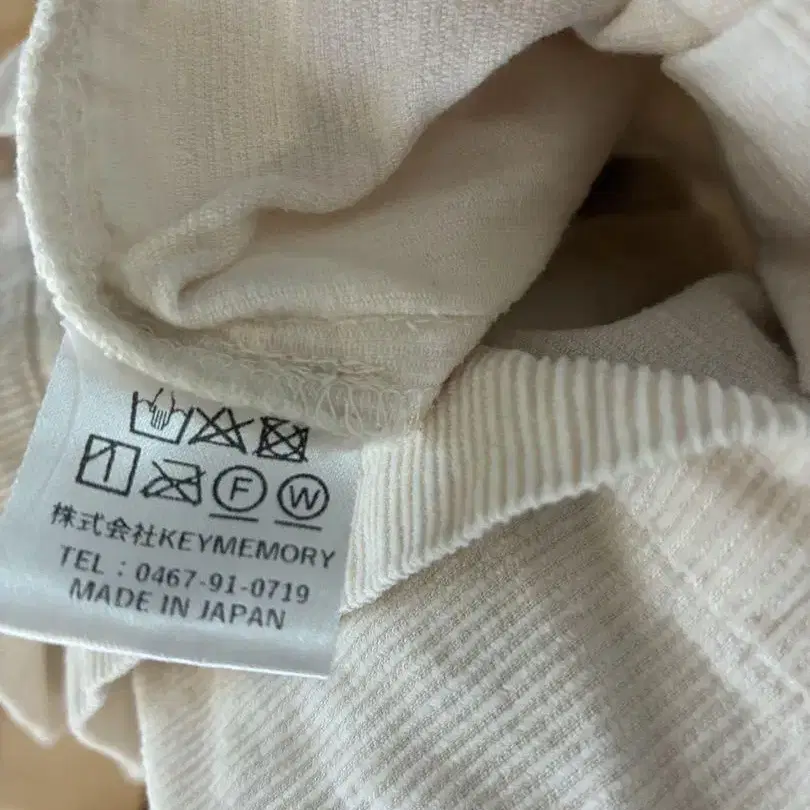 F W
株式会社KEYMEMORY
TEL : 0467-91-0719
MADE IN JAPAN